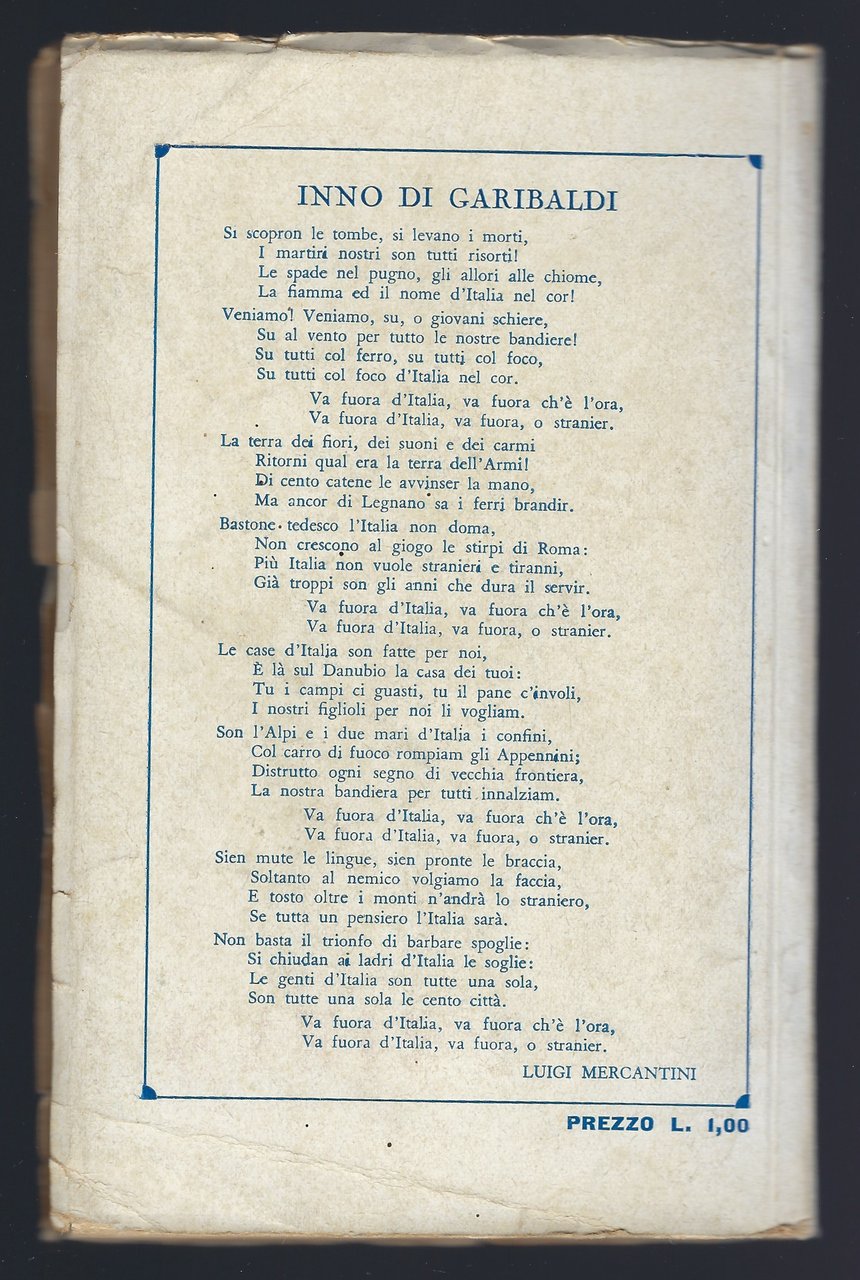 INNO DI GARIBALDI
Si scopron le tombe, si levano i morti,
I martiri nostri son tutti risorti!
Le spade nel pugno, gli allori alle chiome,
La fiamma ed il nome d'Italia nel cor!
Veniamo! Veniamo, su, o giovani schiere,
Su al vento per tutto le nostre bandiere!
Su tutti col ferro, su tutti col foco,
Su tutti col foco d'Italia nel cor.
Va fuora d'Italia, va fuora ch'è l'ora,
Va fuora d'Italia, va fuora, o stranier.
La terra dei fiori, dei suoni e dei carmi
Ritorni qual era la terra dell'Armi!
Di cento catene le avvinser la mano,
Ma ancor di Legnano sa i ferri brandir.
Bastone tedesco l'Italia non doma,
Non crescono al giogo le stirpi di Roma:
Più Italia non vuole stranieri e tiranni,
Già troppi son gli anni che dura il servir.
Va fuora d'Italia, va fuora ch'è l'ora,
Va fuora d'Italia, va fuora, o stranier.
Le case d'Italia son fatte per noi,
È là sul Danubio la casa dei tuoi:
Tu i campi ci guasti, tu il pane c'involi,
I nostri figlioli per noi li vogliam.
Son l'Alpi e i due mari d'Italia i confini,
Col carro di fuoco rompiam gli Appennini;
Distrutto ogni segno di vecchia frontiera,
La nostra bandiera per tutti innalziam.
Va fuora d'Italia, va fuora ch'è l'ora,
Va fuora d'Italia, va fuora, o stranier.
Sien mute le lingue, sien pronte le braccia,
Soltanto al nemico volgiamo la faccia,
E tosto oltre i monti n'andrà lo straniero,
Se tutta un pensiero l'Italia sarà.
Non basta il trionfo di barbare spoglie:
Si chiudan ai ladri d'Italia le soglie:
Le genti d'Italia son tutte una sola,
Son tutte una sola le cento città.
Va fuora d'Italia, va fuora ch'è l'ora,
Va fuora d'Italia, va fuora, o stranier.
LUIGI MERCANTINI
PREZZO L. 1,00